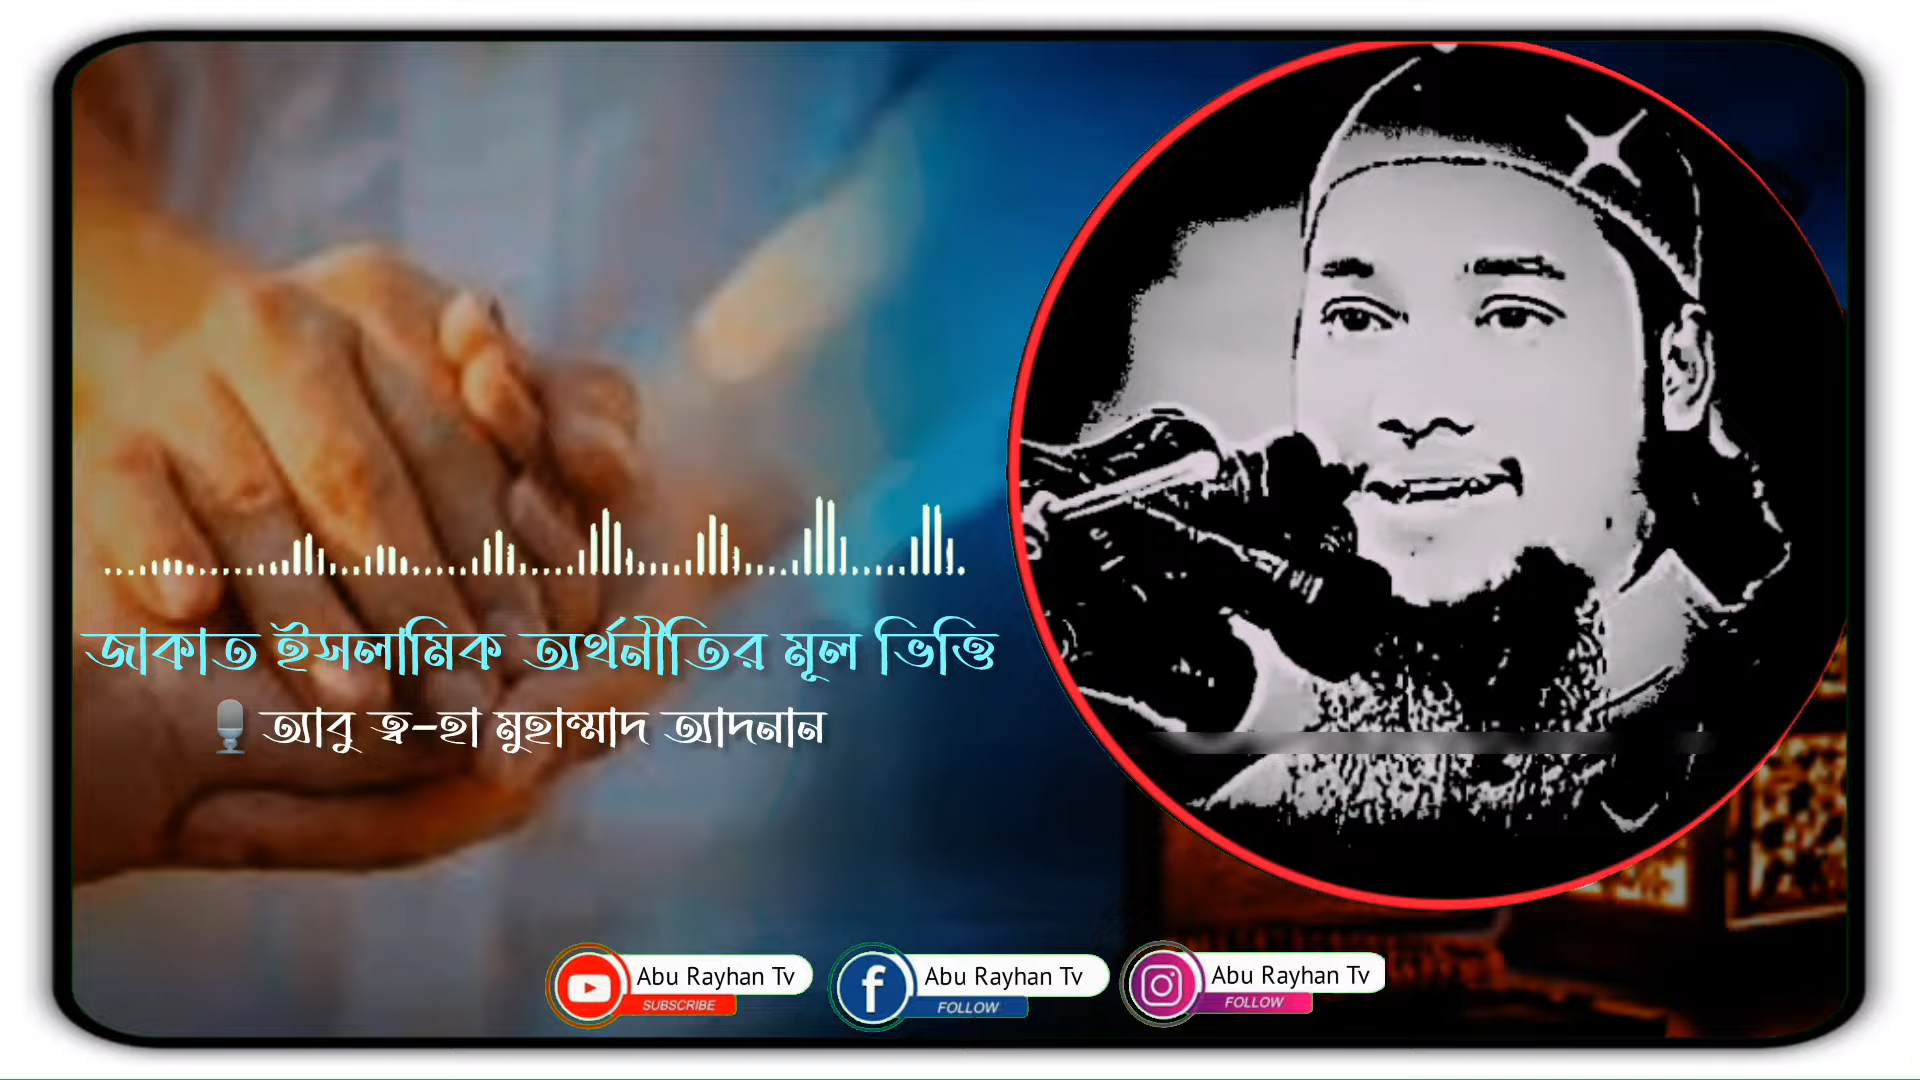 জাকাত ইসলামিক অর্থনীতির মূল ভিত্তি
আবু ত্ব-হা মুহাম্মাদ আদনান
Abu Rayhan Tv
SUBSCRIBE
Abu Rayhan Tv
FOLLOW
Abu Rayhan Tv
FOLLOW